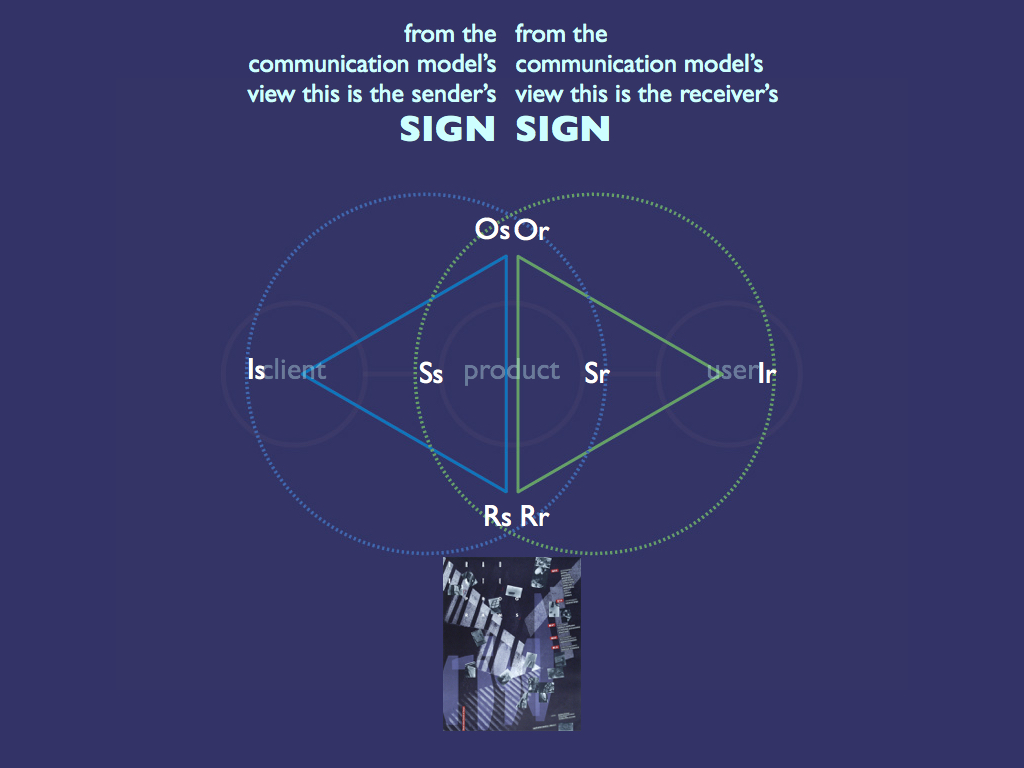 from the
communication model’s
view this is the sender’s
SIGN
from the
communication model’s
view this is the receiver’s
SIGN
Os Or
Is client Ss product Sr user Ir
Rs Rr